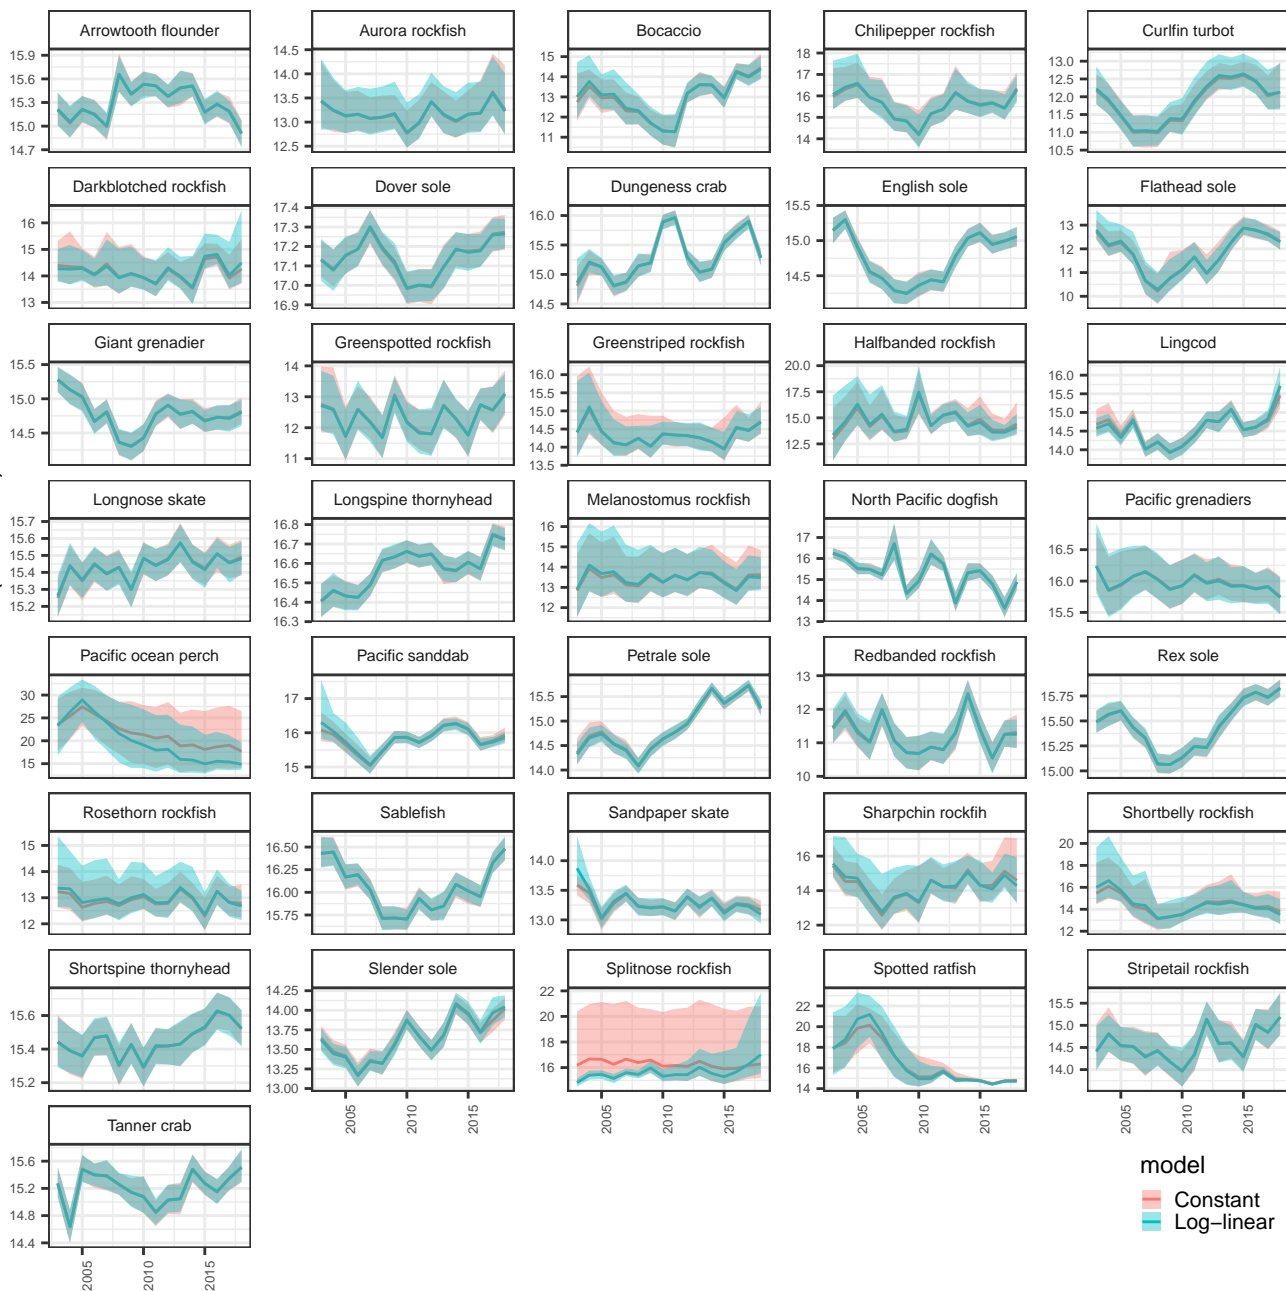 Arrowtooth flounder Aurora rockfish Bocaccio Chilipepper rockfish Curlfin turbot
15.9 15.6 15.3 15.0 14.7
14.5 14.0 13.5 13.0 12.5
15 14 13 12 11
18 17 16 15 14
13.0 12.5 12.0 11.5 11.0 10.5
Darkblotched rockfish Dover sole Dungeness crab English sole Flathead sole
16 15 14 13
17.4 17.3 17.2 17.1 17.0 16.9
16.0 15.5 15.0 14.5
15.5 15.0 14.5
13 12 11 10
Giant grenadier Greenspotted rockfish Greenstriped rockfish Halfbanded rockfish Lingcod
15.5 15.0 14.5
14 13 12 11
16.0 15.5 15.0 14.5 14.0 13.5
20.0 17.5 15.0 12.5
16.0 15.5 15.0 14.5 14.0
Longnose skate Longspine thornyhead Melanostomus rockfish North Pacific dogfish Pacific grenadiers
15.7 15.6 15.5 15.4 15.3 15.2
16.8 16.7 16.6 16.5 16.4 16.3
16 15 14 13 12
17 16 15 14 13
16.5 16.0 15.5
Pacific ocean perch Pacific sanddab Petrale sole Redbanded rockfish Rex sole
30 25 20 15
17 16 15
15.5 15.0 14.5 14.0
13 12 11 10
15.75 15.50 15.25 15.00
Rosethorn rockfish Sablefish Sandpaper skate Sharpchin rockfih Shortbelly rockfish
15 14 13 12
16.50 16.25 16.00 15.75
14.0 13.5 13.0
16 14 12
20 18 16 14 12
Shortspine thornyhead Slender sole Splitnose rockfish Spotted ratfish Stripetail rockfish
15.6 15.4 15.2
14.25 14.00 13.75 13.50 13.25 13.00
22 20 18 16
22 20 18 16 14
15.5 15.0 14.5 14.0
2005 2010 2015 2005 2010 2015 2005 2010 2015 2005 2010 2015
Tanner crab
15.6 15.2 14.8 14.4
2005 2010 2015
model
Constant
Log−linear